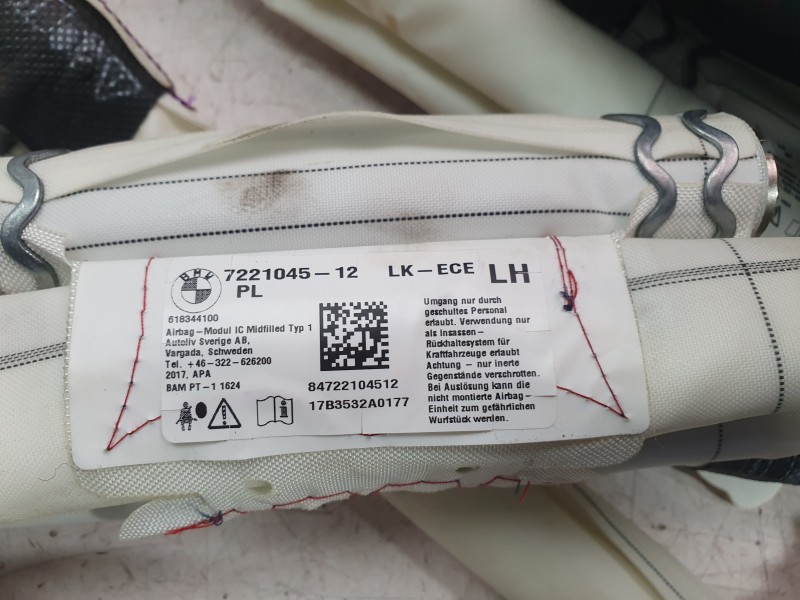 BMW
7221045-12 LK-ECE LH
PL
618344100
Airbag-Modul IC Midfilled Typ 1
Autoliv Sverige AB,
Vargada, Schweden
Tel. +46-322-626200
2017, APA
BAM PT-1 1624
84722104512
17B3532A0177
Umgang nur durch
geschultes Personal
erlaubt. Verwendung nur
als Insassen-
Rückhaltesystem für
Kraftfahrzeuge erlaubt
Achtung - nur inerte
Gegenstände verschrotten.
Bei Auslösung kann die
nicht montierte Airbag-
Einheit zum gefährlichen
Wurfstück werden.